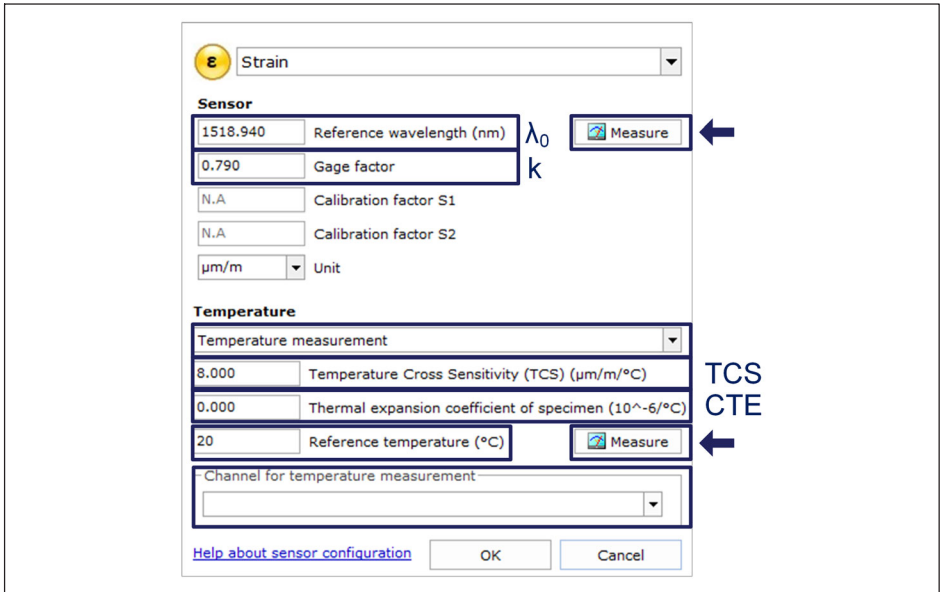 ε Strain
Sensor
1518.940 Reference wavelength (nm) λ₀ Measure
0.790 Gage factor k
N.A Calibration factor S1
N.A Calibration factor S2
µm/m Unit
Temperature
Temperature measurement
8.000 Temperature Cross Sensitivity (TCS) (µm/m/°C) TCS
0.000 Thermal expansion coefficient of specimen (10^-6/°C) CTE
20 Reference temperature (°C) Measure
Channel for temperature measurement
Help about sensor configuration OK Cancel